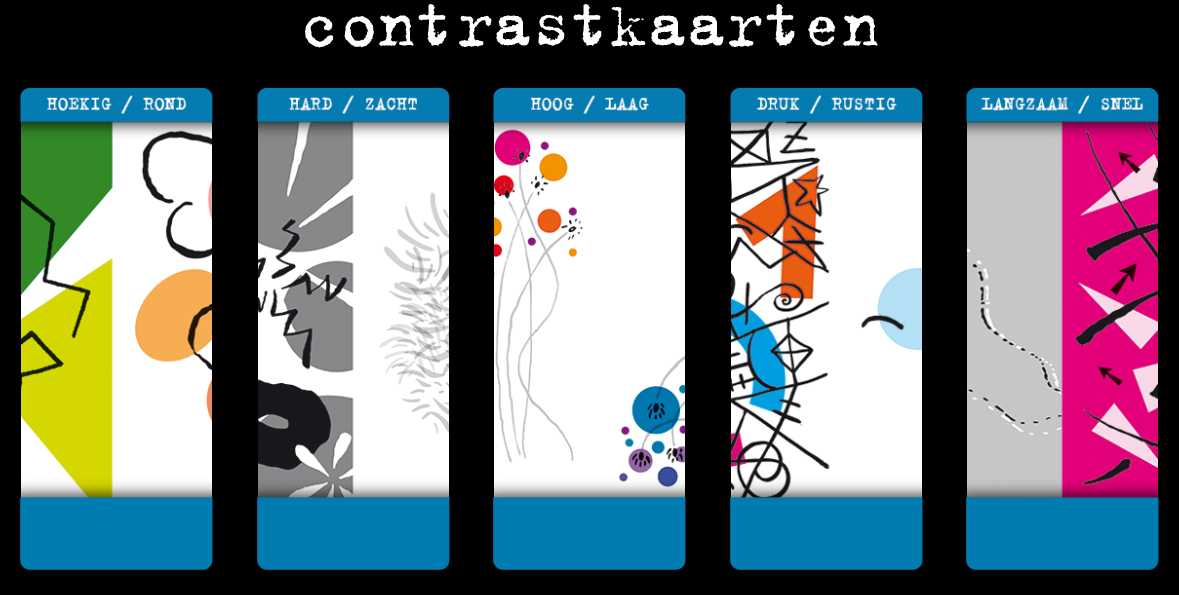 contrastkaarten
HOEKIG / ROND
HARD / ZACHT
HOOG / LAAG
DRUK / RUSTIG
LANGZAAM / SNEL